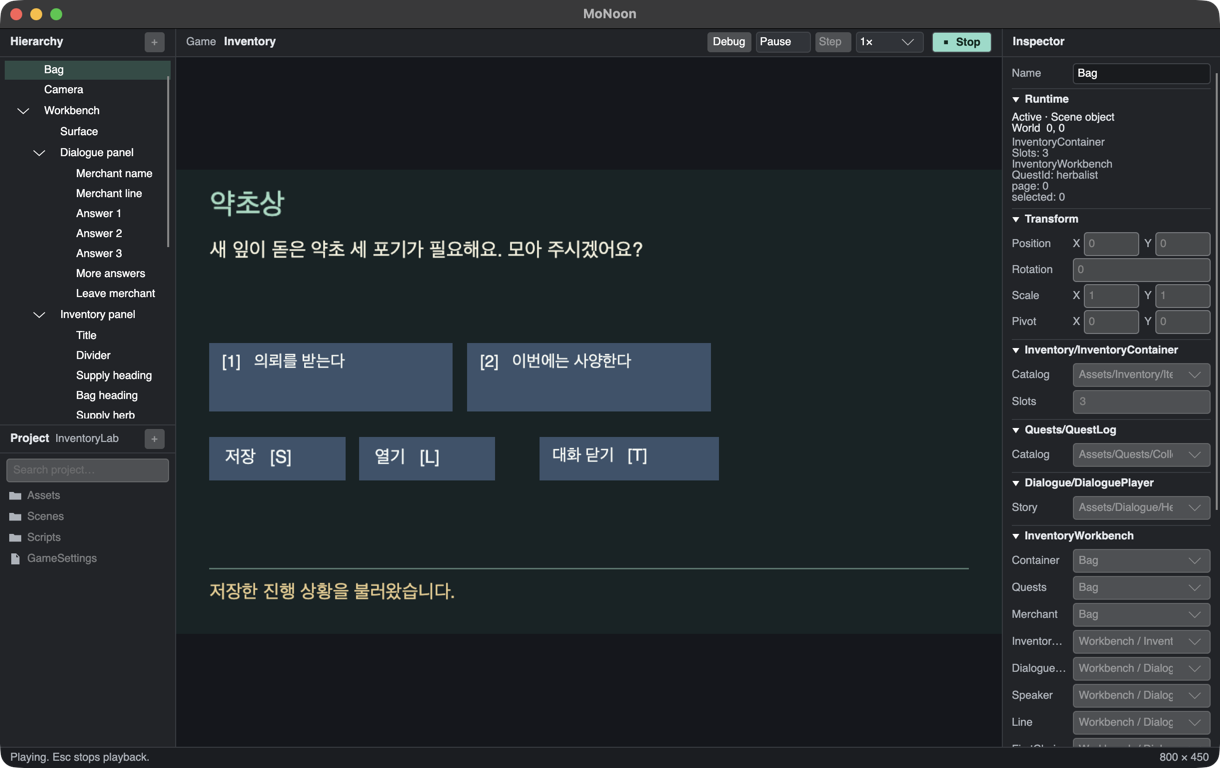 MoNoon
Hierarchy +
Bag
Camera
Workbench
Surface
Dialogue panel
Merchant name
Merchant line
Answer 1
Answer 2
Answer 3
More answers
Leave merchant
Inventory panel
Title
Divider
Supply heading
Bag heading
Supply herb
Project InventoryLab +
Search project...
Assets
Scenes
Scripts
GameSettings
Game Inventory
Debug Pause Step 1× Stop
약초상
새 잎이 돋은 약초 세 포기가 필요해요. 모아 주시겠어요?
[1] 의뢰를 받는다
[2] 이번에는 사양한다
저장 [S]
열기 [L]
대화 닫기 [T]
저장한 진행 상황을 불러왔습니다.
Inspector
Name Bag
Runtime
Active · Scene object
World 0, 0
InventoryContainer
Slots: 3
InventoryWorkbench
QuestId: herbalist
page: 0
selected: 0
Transform
Position X 0 Y 0
Rotation 0
Scale X 1 Y 1
Pivot X 0 Y 0
Inventory/InventoryContainer
Catalog Assets/Inventory/Ite
Slots 3
Quests/QuestLog
Catalog Assets/Quests/Coll
Dialogue/DialoguePlayer
Story Assets/Dialogue/He
InventoryWorkbench
Container Bag
Quests Bag
Merchant Bag
Inventor... Workbench / Invent
Dialogue... Workbench / Dialog
Speaker Workbench / Dialog
Line Workbench / Dialog
Playing. Esc stops playback.
800 × 450